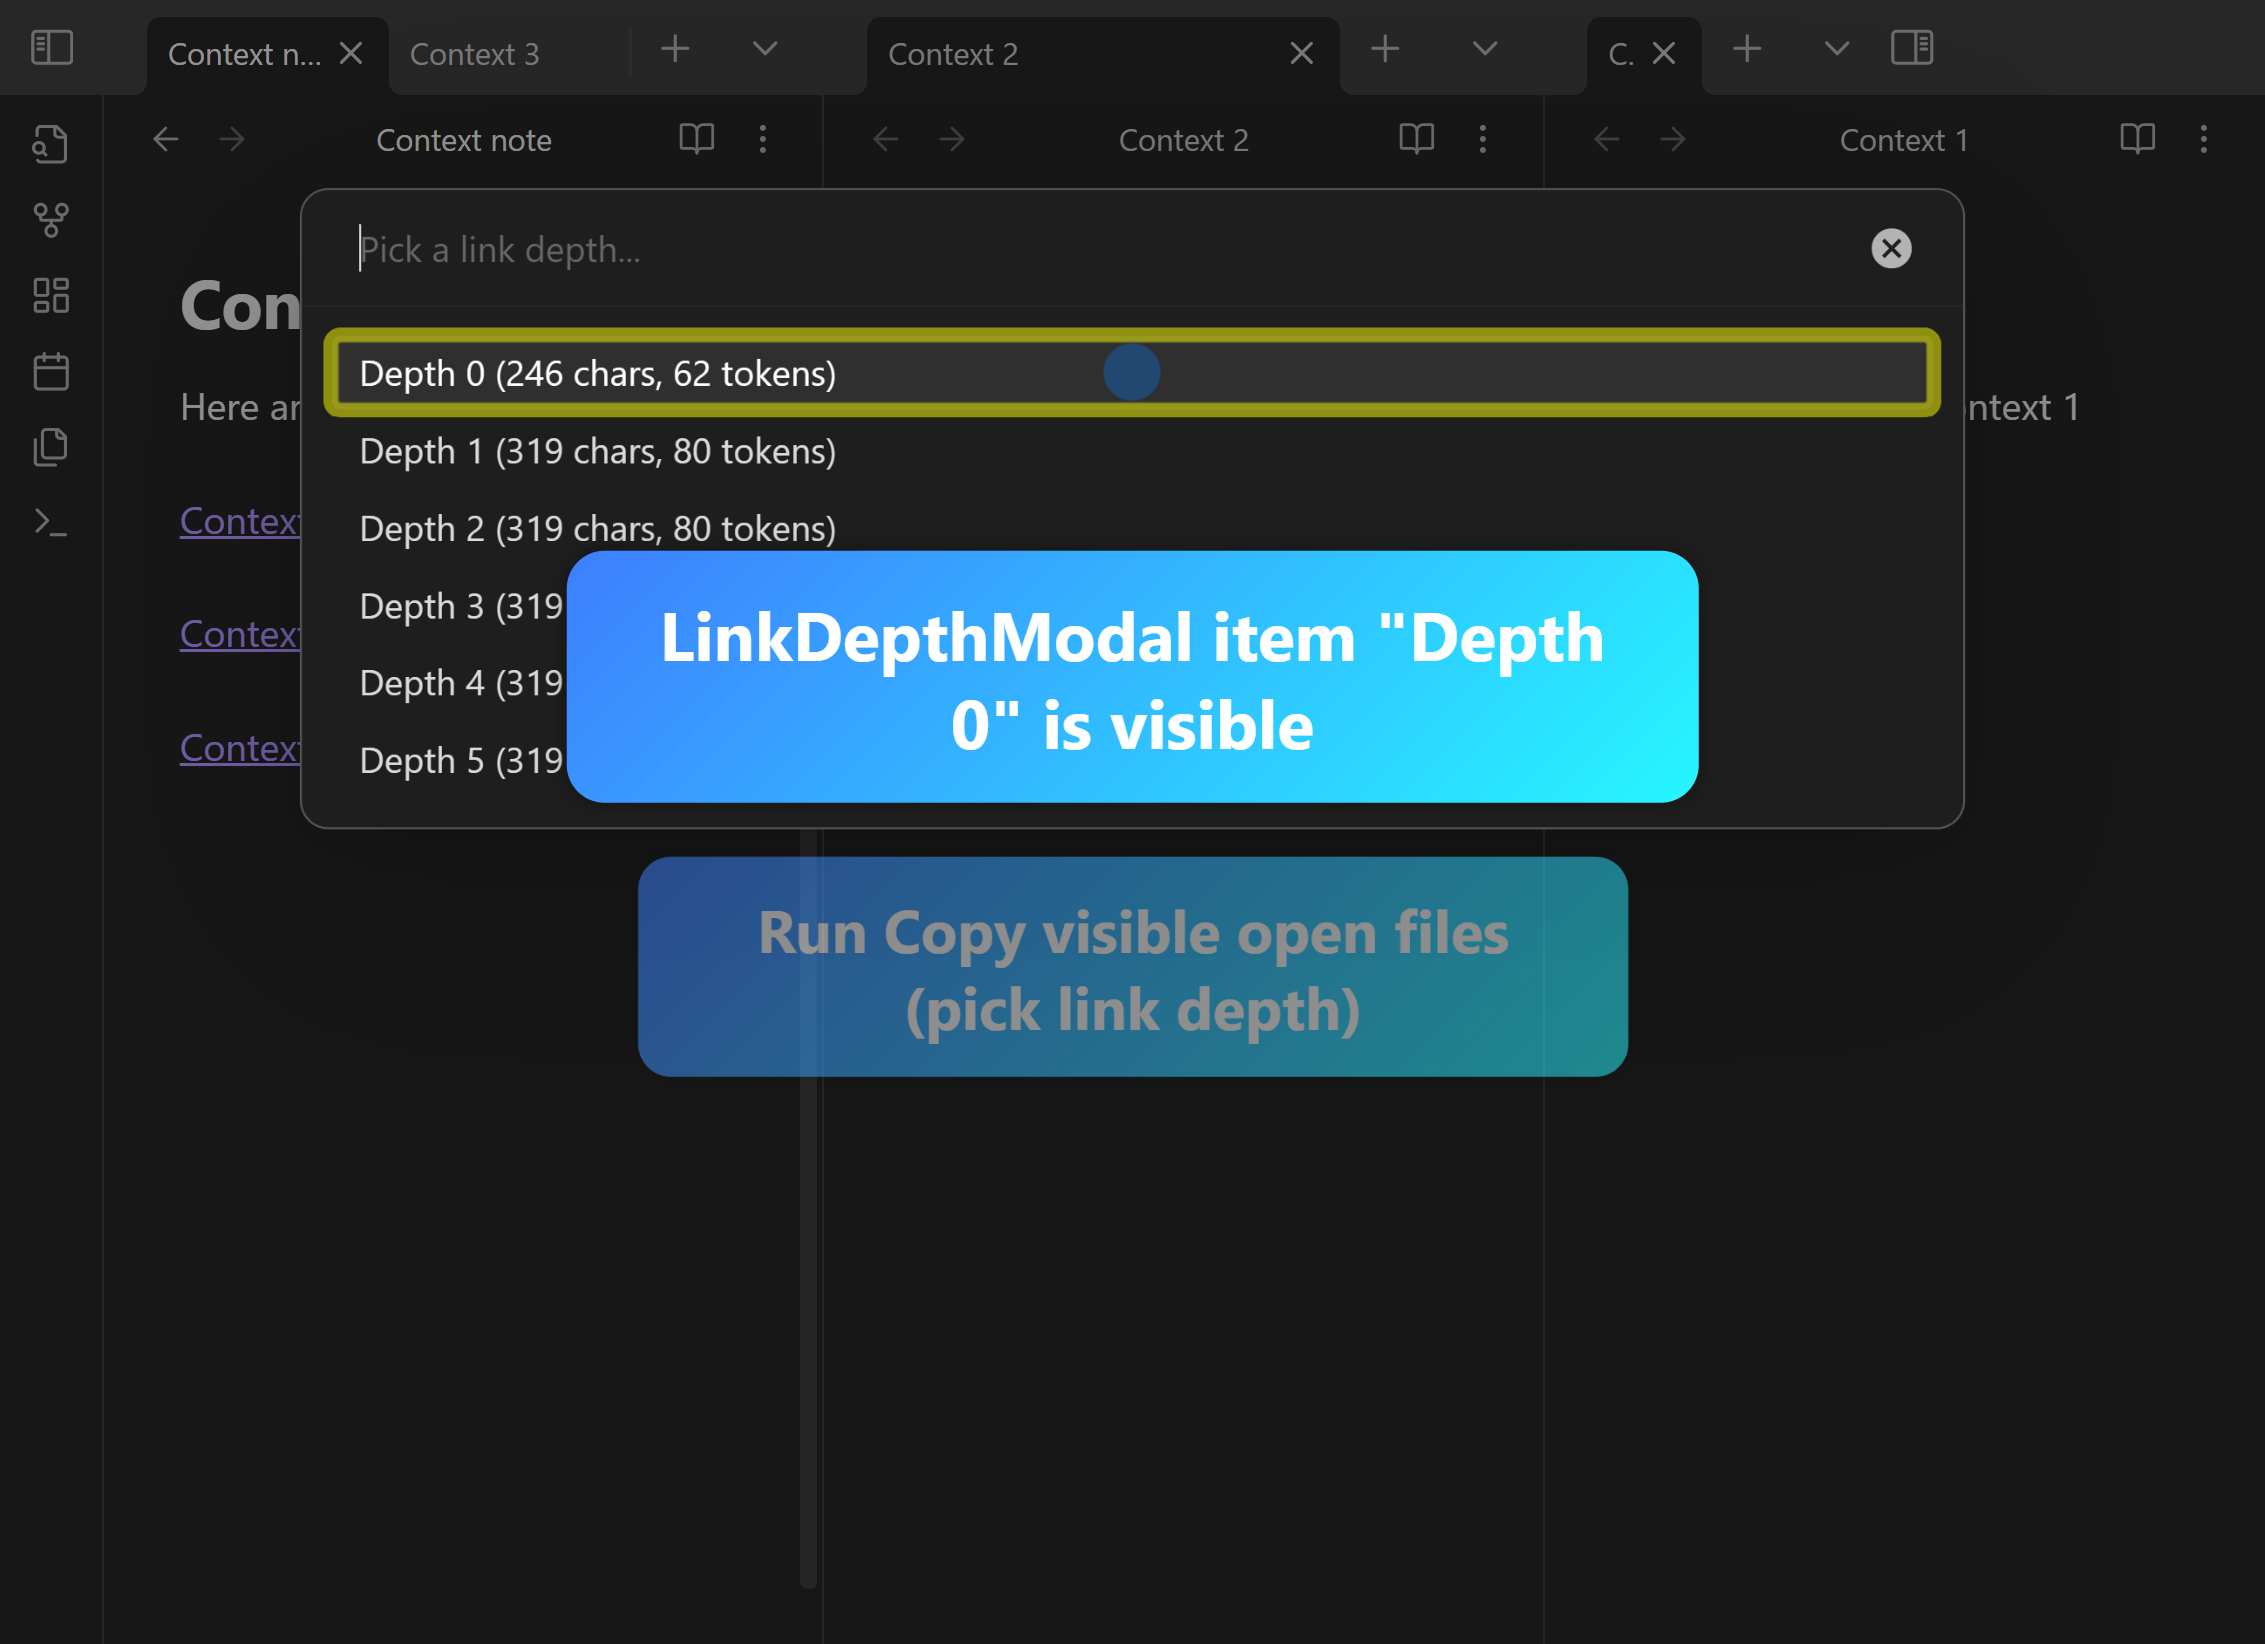 Context n...
Context 3
Context 2
C.
Context note
Context 2
Context 1
Pick a link depth...
Con
Depth 0 (246 chars, 62 tokens)
Here ar
ntext 1
Depth 1 (319 chars, 80 tokens)
Context
Depth 2 (319 chars, 80 tokens)
Depth 3 (319
Context
Depth 4 (319
Context
Depth 5 (319
LinkDepthModal item "Depth
0" is visible
Run Copy visible open files
(pick link depth)